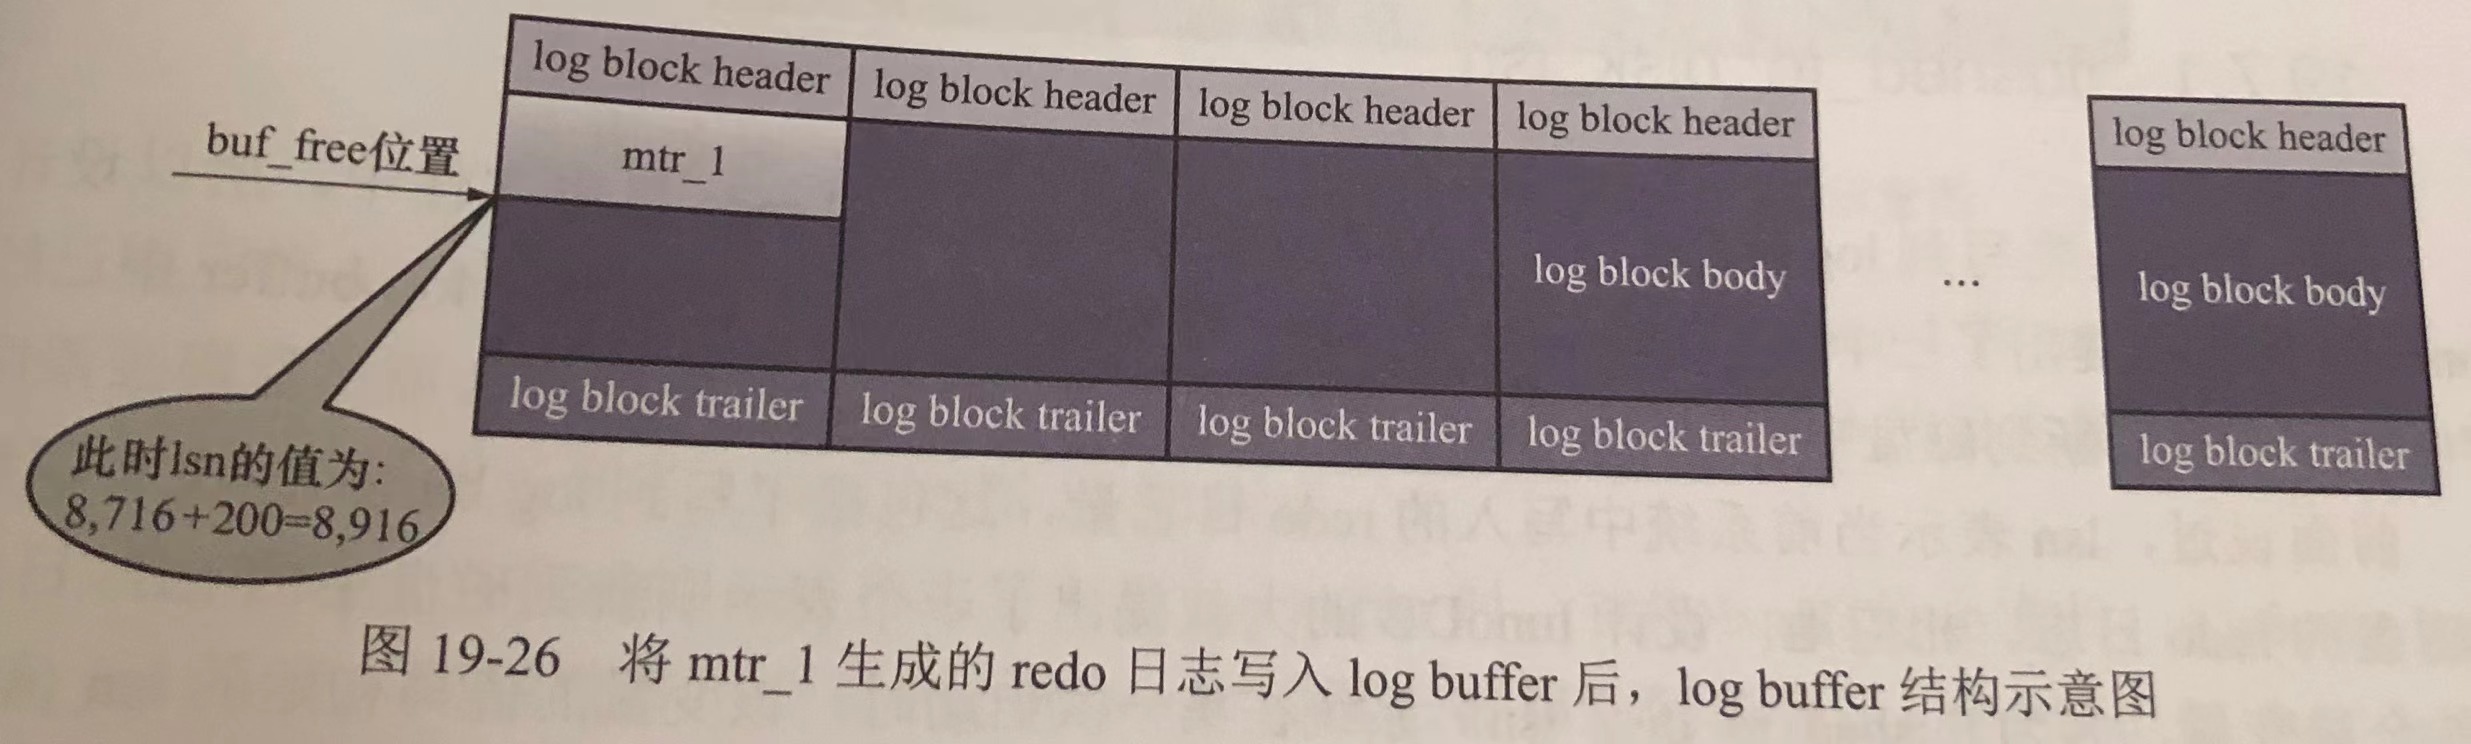 log block header
log block header
log block header
log block header
log block header
buf_free位置
mtr_1
log block body
...
log block body
log block trailer
log block trailer
log block trailer
log block trailer
log block trailer
此时lsn的值为:
8,716+200=8,916
图 19-26 将 mtr_1 生成的 redo 日志写入 log buffer 后，log buffer 结构示意图